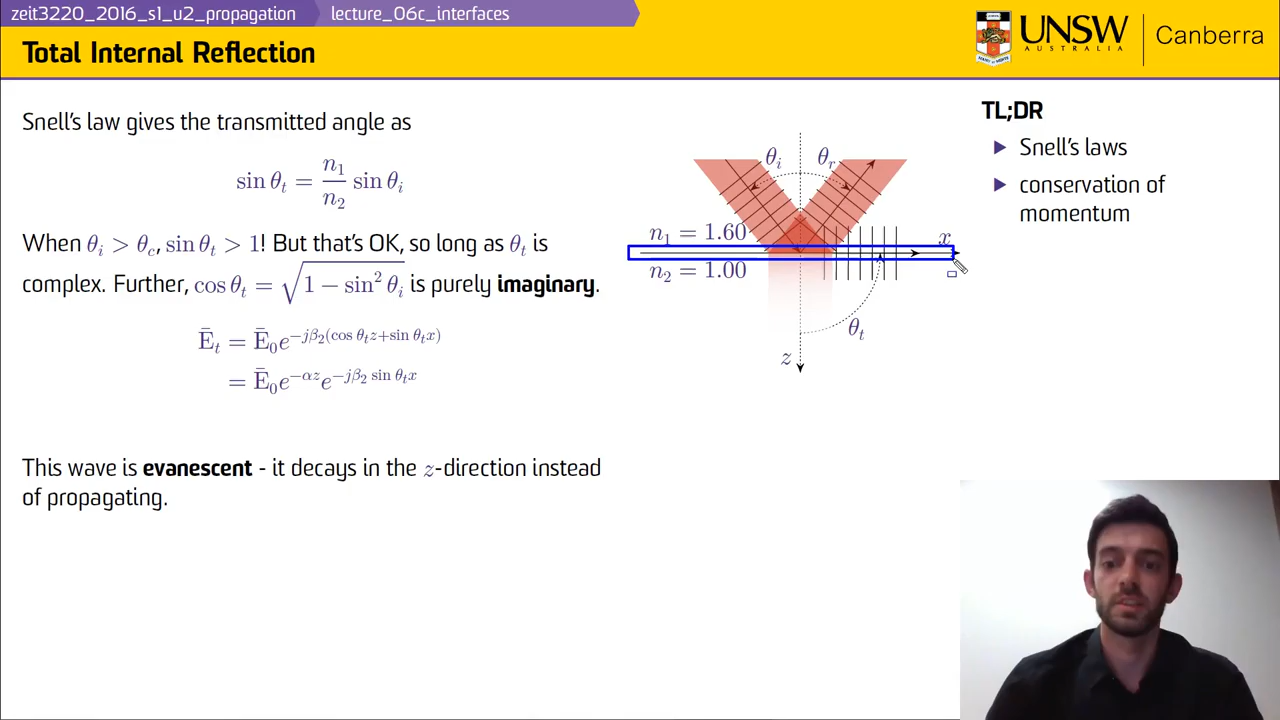 zeit3220_2016_s1_u2_propagation lecture_06c_interfaces
Total Internal Reflection
UNSW
AUSTRALIA
Canberra
Snell's law gives the transmitted angle as
sin θt = n1/n2 sin θi
When θi > θc, sin θt > 1! But that's OK, so long as θt is
complex. Further, cos θt = √(1 − sin² θi) is purely imaginary.
Ēt = Ē0e^−jβ2(cos θt z+sin θt x)
= Ē0e^−αz e^−jβ2 sin θt x
This wave is evanescent - it decays in the z-direction instead
of propagating.
θi θr
n1 = 1.60
x
n2 = 1.00
θt
z
TL;DR
▶ Snell's laws
▶ conservation of
momentum